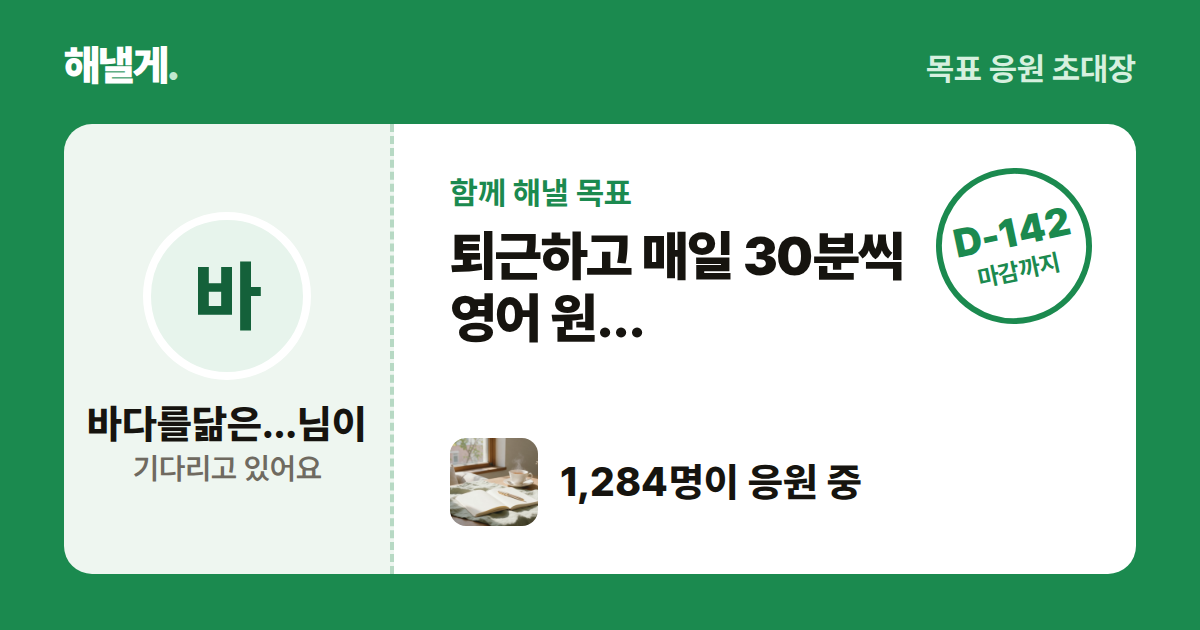 해낼게.
목표 응원 초대장
바
바다를닮은...님이
기다리고 있어요
함께 해낼 목표
퇴근하고 매일 30분씩
영어 원...
D-142
마감까지
1,284명이 응원 중